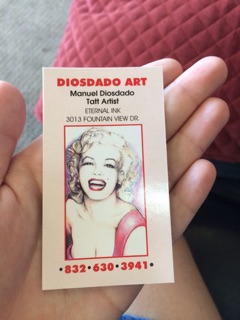 DIOSDADO ART
Manuel Diosdado
Tatt Artist
ETERNAL INK
3013 FOUNTAIN VIEW DR.
•832•630•3941•